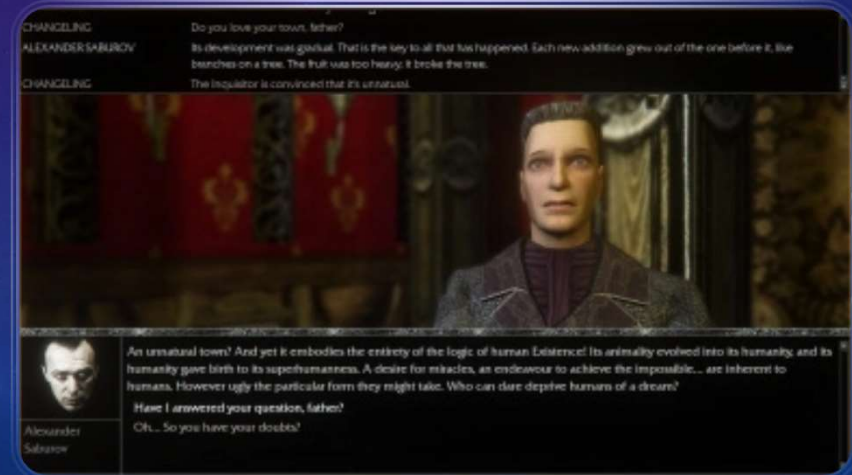 CHANGELING Do you love your town, father?
ALEXANDER SABUROV Its development was gradual. That is the key to all that has happened. Each new addition grew out of the one before it, like
branches on a tree. The fruit was too heavy. It broke the tree.
CHANGELING The Inquisitor is convinced that it's unnatural.
An unnatural town? And yet it embodies the entirety of the logic of human Existence! Its animality evolved into its humanity, and its
humanity gave birth to its superhumanness. A desire for miracles, an endeavour to achieve the impossible... are inherent to
humans. However ugly the particular form they might take. Who can dare deprive humans of a dream?
Have I answered your question, father?
Oh... So you have your doubts?
Alexander
Saburov